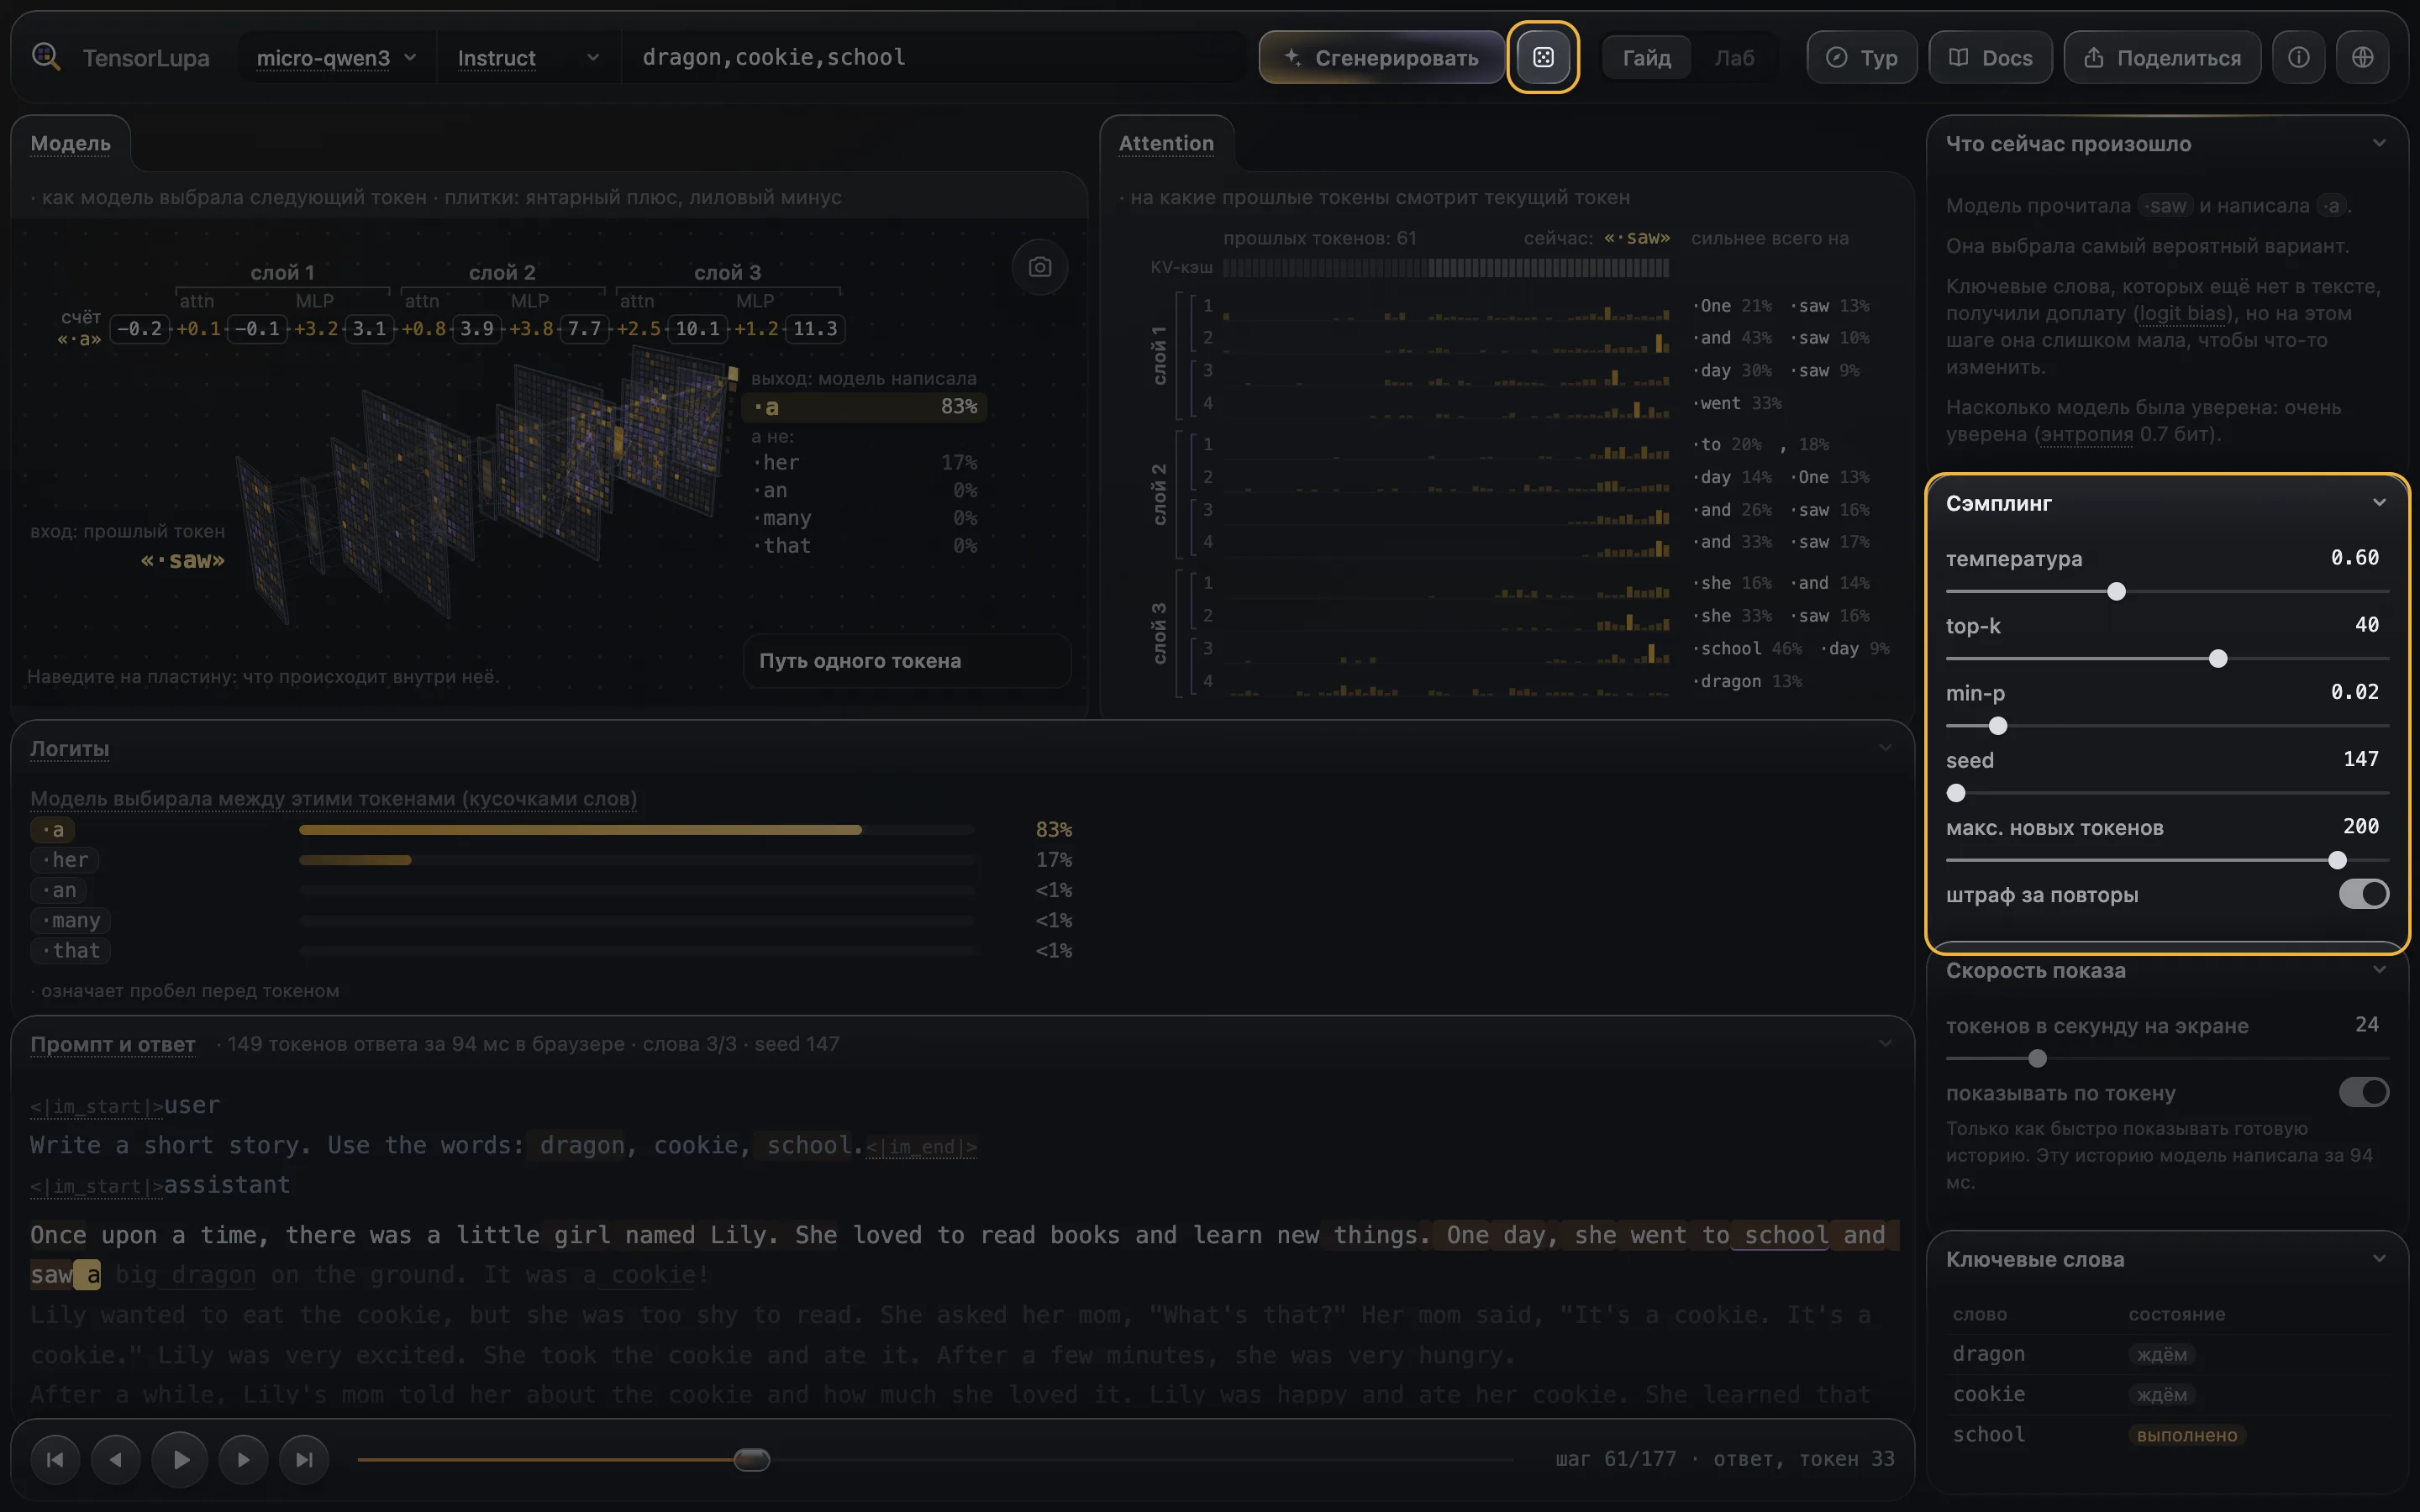 TensorLupa micro-qwen3 Instruct dragon,cookie,school Сгенерировать Гайд Лаб Тур Docs Поделиться
Модель
· как модель выбрала следующий токен · плитки: янтарный плюс, лиловый минус
слой 1 слой 2 слой 3
attn MLP attn MLP attn MLP
счёт «·a» −0.2 +0.1 −0.1 +3.2 3.1 +0.8 3.9 +3.8 7.7 +2.5 10.1 +1.2 11.3
выход: модель написала
·a 83%
а не:
·her 17%
·an 0%
·many 0%
·that 0%
вход: прошлый токен
«·saw»
Путь одного токена
Наведите на пластину: что происходит внутри неё.
Attention
· на какие прошлые токены смотрит текущий токен
прошлых токенов: 61 сейчас: «·saw» сильнее всего на
KV-кэш
слой 1
1 ·One 21% ·saw 13%
2 ·and 43% ·saw 10%
3 ·day 30% ·saw 9%
4 ·went 33%
слой 2
1 ·to 20% , 18%
2 ·day 14% ·One 13%
3 ·and 26% ·saw 16%
4 ·and 33% ·saw 17%
слой 3
1 ·she 16% ·and 14%
2 ·she 33% ·saw 16%
3 ·school 46% ·day 9%
4 ·dragon 13%
Логиты
Модель выбирала между этими токенами (кусочками слов)
·a 83%
·her 17%
·an <1%
·many <1%
·that <1%
· означает пробел перед токеном
Промпт и ответ · 149 токенов ответа за 94 мс в браузере · слова 3/3 · seed 147
<|im_start|>user
Write a short story. Use the words: dragon, cookie, school.<|im_end|>
<|im_start|>assistant
Once upon a time, there was a little girl named Lily. She loved to read books and learn new things. One day, she went to school and
saw a big dragon on the ground. It was a cookie!
Lily wanted to eat the cookie, but she was too shy to read. She asked her mom, "What's that?" Her mom said, "It's a cookie. It's a
cookie." Lily was very excited. She took the cookie and ate it. After a few minutes, she was very hungry.
After a while, Lily's mom told her about the cookie and how much she loved it. Lily was happy and ate her cookie. She learned that
шаг 61/177 · ответ, токен 33
Что сейчас произошло
Модель прочитала ·saw и написала ·a.
Она выбрала самый вероятный вариант.
Ключевые слова, которых ещё нет в тексте,
получили доплату (logit bias), но на этом
шаге она слишком мала, чтобы что-то
изменить.
Насколько модель была уверена: очень
уверена (энтропия 0.7 бит).
Сэмплинг
температура 0.60
top-k 40
min-p 0.02
seed 147
макс. новых токенов 200
штраф за повторы
Скорость показа
токенов в секунду на экране 24
показывать по токену
Только как быстро показывать готовую
историю. Эту историю модель написала за 94
мс.
Ключевые слова
слово состояние
dragon ждём
cookie ждём
school выполнено